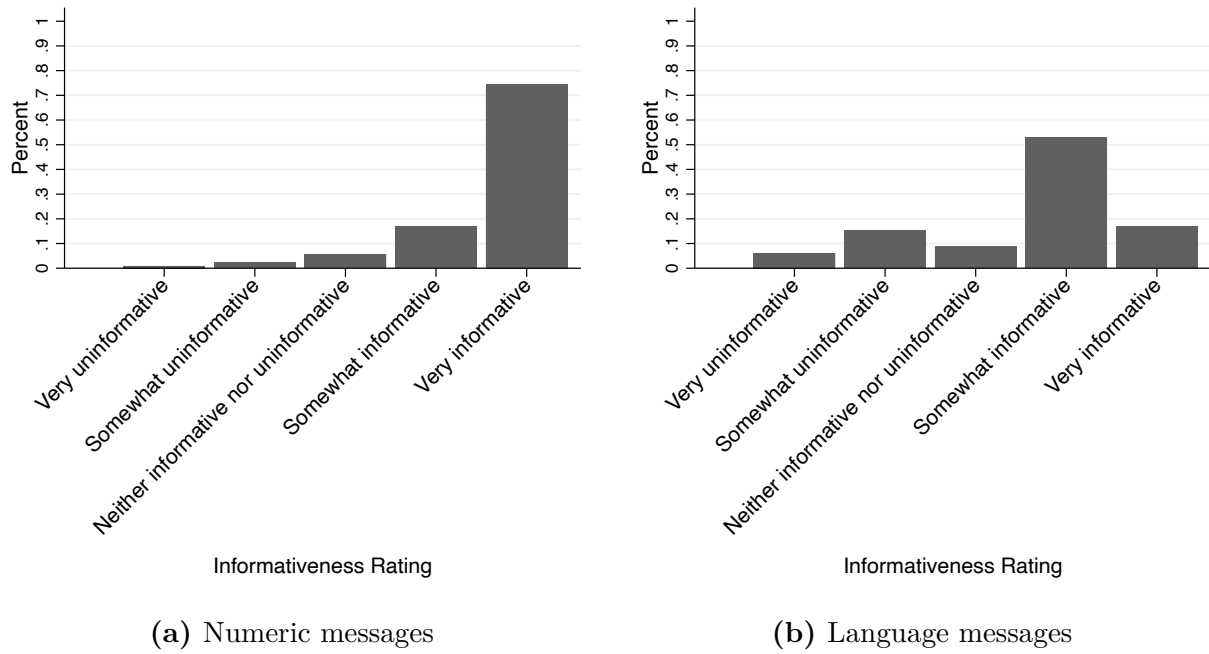 Percent
1
.9
.8
.7
.6
.5
.4
.3
.2
.1
0
Very uninformative
Somewhat uninformative
Neither informative nor uninformative
Somewhat informative
Very informative
Informativeness Rating
(a) Numeric messages
Percent
1
.9
.8
.7
.6
.5
.4
.3
.2
.1
0
Very uninformative
Somewhat uninformative
Neither informative nor uninformative
Somewhat informative
Very informative
Informativeness Rating
(b) Language messages